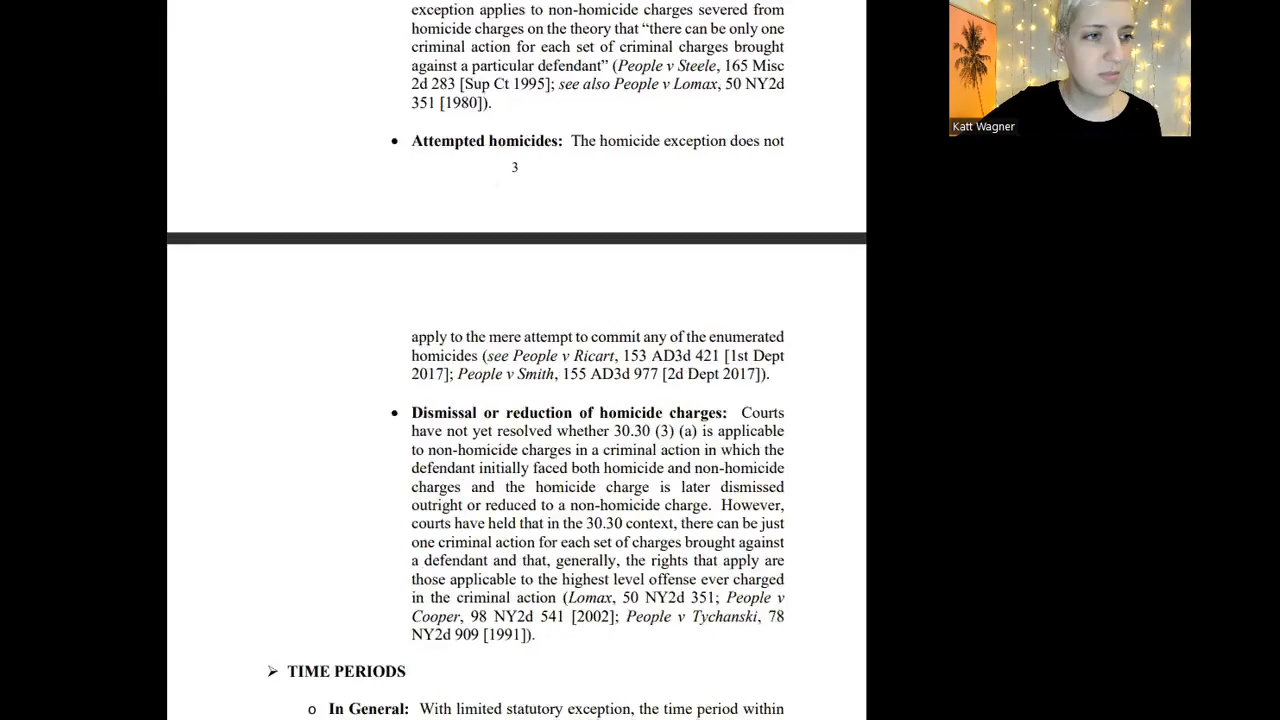 exception applies to non-homicide charges severed from
homicide charges on the theory that “there can be only one
criminal action for each set of criminal charges brought
against a particular defendant” (People v Steele, 165 Misc
2d 283 [Sup Ct 1995]; see also People v Lomax, 50 NY2d
351 [1980]).
• Attempted homicides: The homicide exception does not
3
apply to the mere attempt to commit any of the enumerated
homicides (see People v Ricart, 153 AD3d 421 [1st Dept
2017]; People v Smith, 155 AD3d 977 [2d Dept 2017]).
• Dismissal or reduction of homicide charges: Courts
have not yet resolved whether 30.30 (3) (a) is applicable
to non-homicide charges in a criminal action in which the
defendant initially faced both homicide and non-homicide
charges and the homicide charge is later dismissed
outright or reduced to a non-homicide charge. However,
courts have held that in the 30.30 context, there can be just
one criminal action for each set of charges brought against
a defendant and that, generally, the rights that apply are
those applicable to the highest level offense ever charged
in the criminal action (Lomax, 50 NY2d 351; People v
Cooper, 98 NY2d 541 [2002]; People v Tychanski, 78
NY2d 909 [1991]).
➢ TIME PERIODS
o In General: With limited statutory exception, the time period within
Katt Wagner